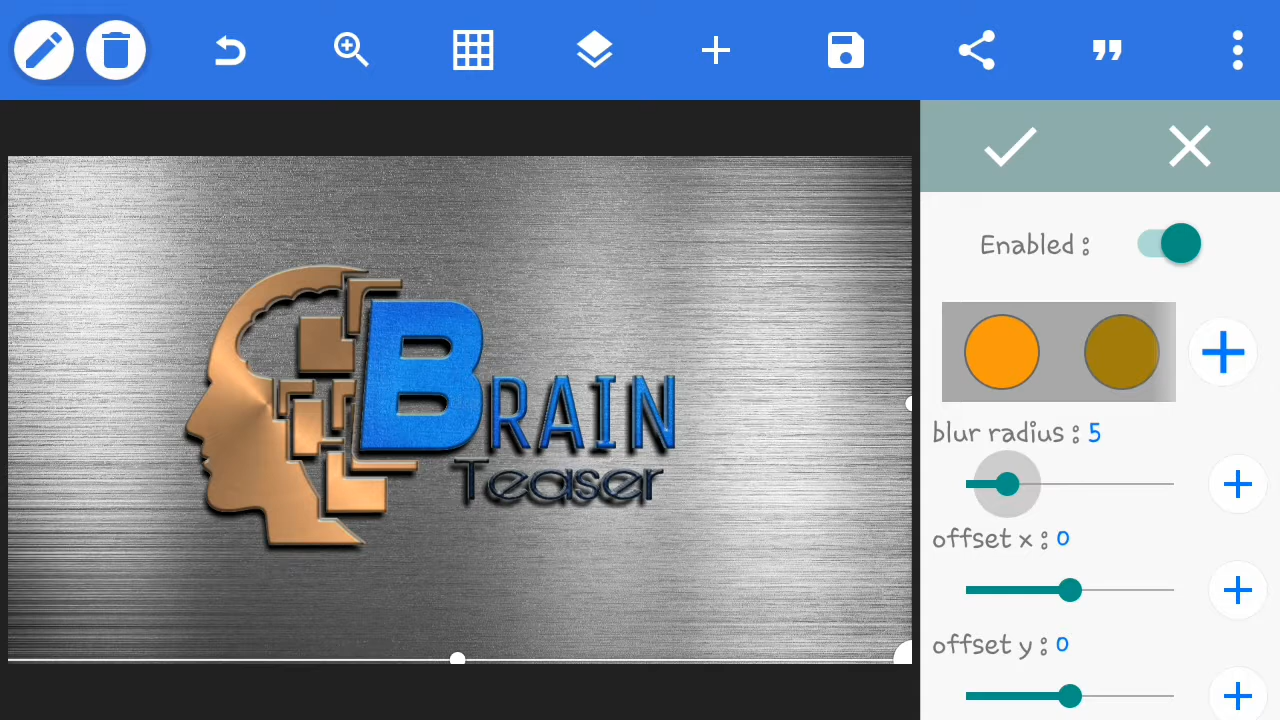 Enabled :
blur radius : 5
offset x : 0
offset y : 0
BRAIN
Teaser